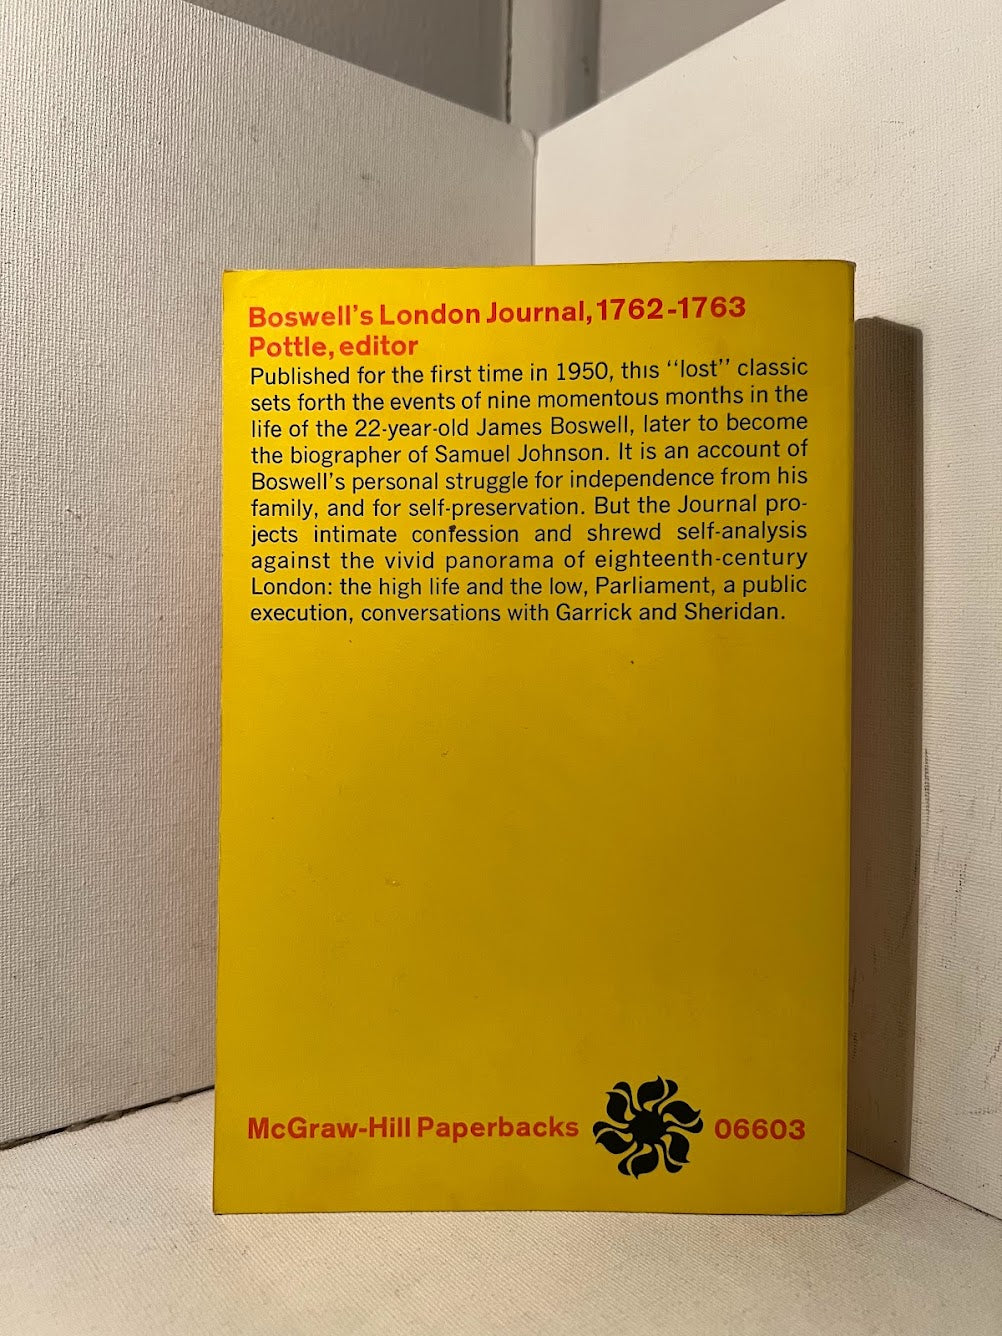 Boswell's London Journal, 1762-1763
Pottle, editor
Published for the first time in 1950, this "lost" classic
sets forth the events of nine momentous months in the
life of the 22-year-old James Boswell, later to become
the biographer of Samuel Johnson. It is an account of
Boswell's personal struggle for independence from his
family, and for self-preservation. But the Journal pro-
jects intimate confession and shrewd self-analysis
against the vivid panorama of eighteenth-century
London: the high life and the low, Parliament, a public
execution, conversations with Garrick and Sheridan.
McGraw-Hill Paperbacks 06603